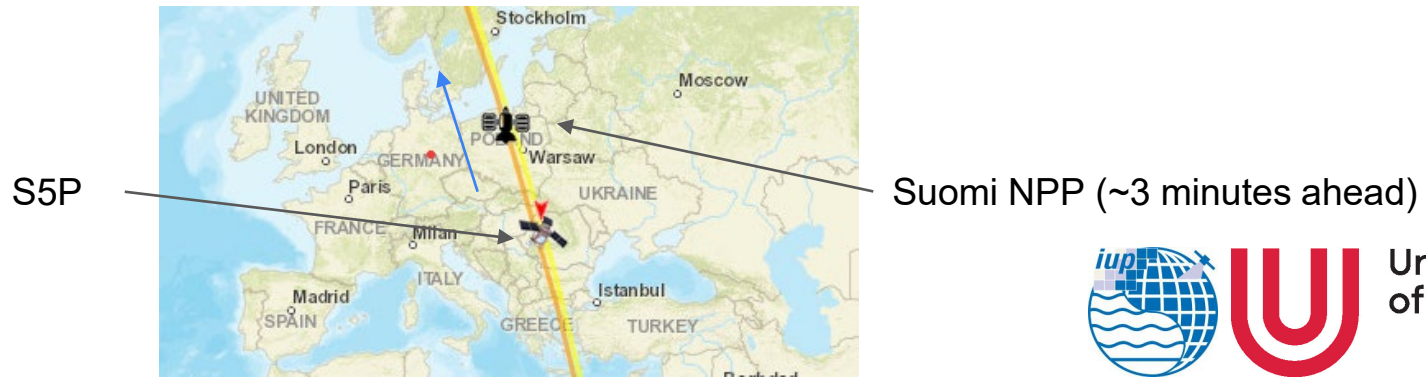 Stockholm
Moscow
UNITED
KINGDOM
London
GERMANY
POLAND
Warsaw
S5P
Paris
UKRAINE
Suomi NPP (~3 minutes ahead)
FRANCE
Milan
ITALY
Madrid
SPAIN
Istanbul
GREECE
TURKEY
iup
Un
of